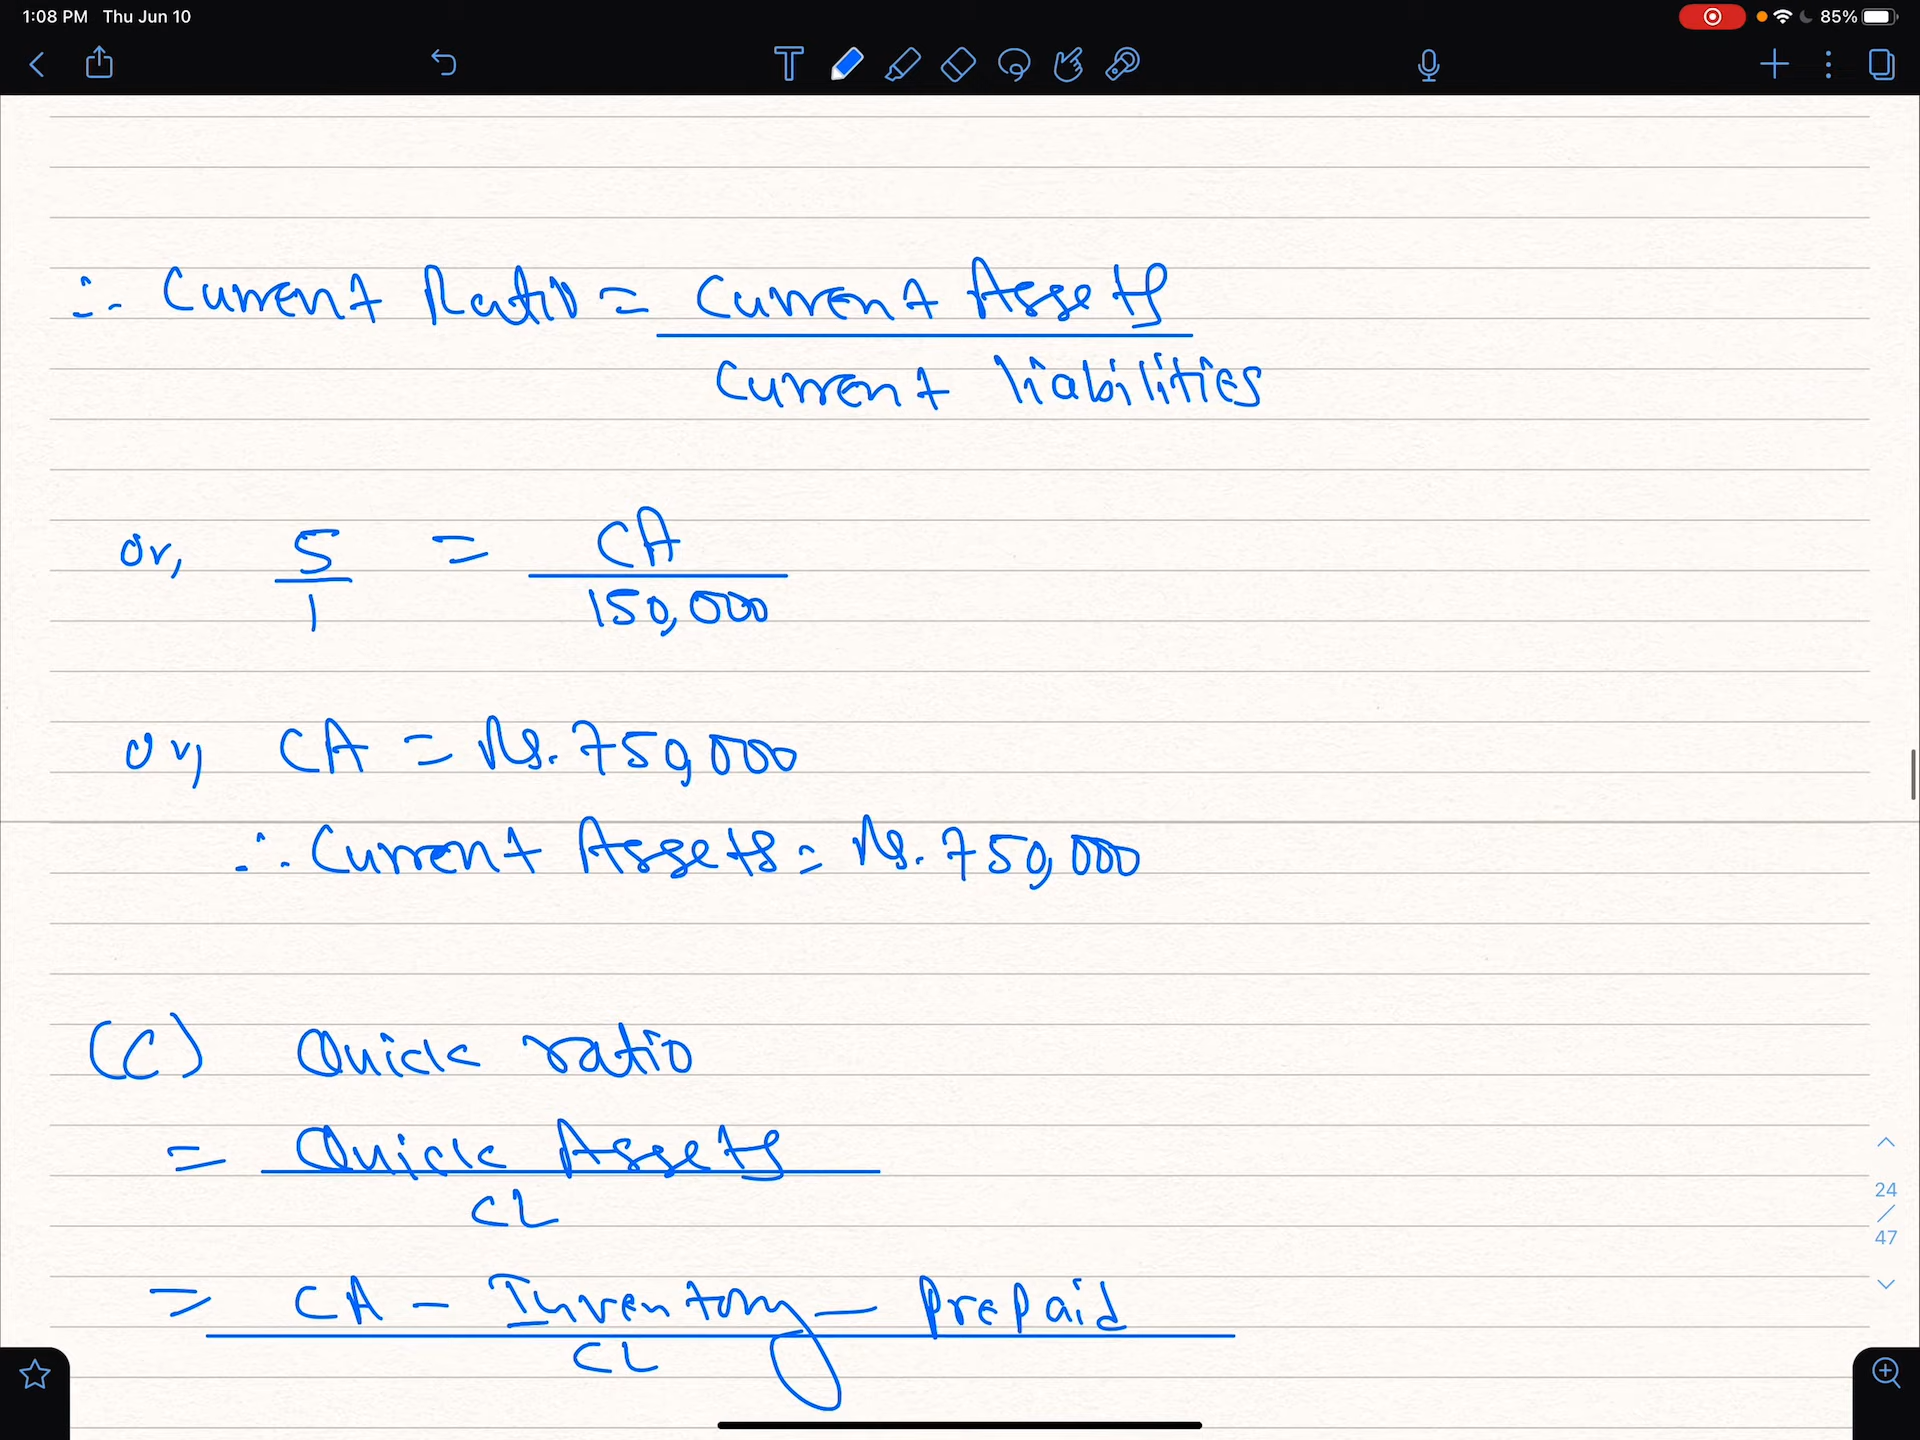 1:08 PM Thu Jun 10
85%
∴ Current Ratio = Current Assets
Current liabilities
or, 5 = CA
1 150,000
or, CA = Rs. 750,000
∴ Current Assets = Rs. 750,000
(C) Quick ratio
= Quick Assets
CL
= CA - Inventory - Prepaid
CL
24
/
47